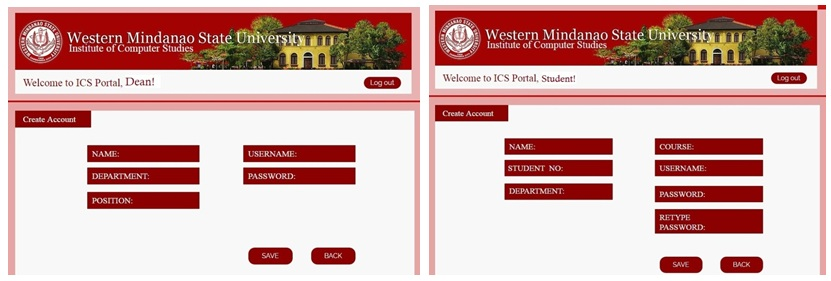 Western Mindanao State University
Institute of Computer Studies
Welcome to ICS Portal, Dean!
Log out
Create Account
NAME:
DEPARTMENT:
POSITION:
USERNAME:
PASSWORD:
SAVE
BACK
Western Mindanao State University
Institute of Computer Studies
Welcome to ICS Portal, Student!
Log out
Create Account
NAME:
STUDENT NO:
DEPARTMENT:
COURSE:
USERNAME:
PASSWORD:
RETYPE
PASSWORD:
SAVE
BACK